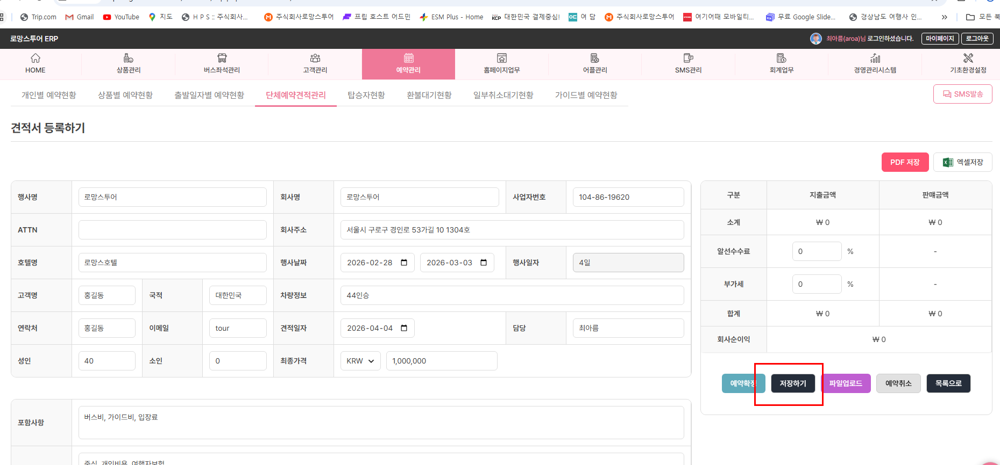 Trip.com
Gmail
YouTube
지도
H P S :: 주식회사...
주식회사로망스투어
프립 호스트 어드민
ESM Plus - Home
KCP 대한민국 결제중심!
OC 여 담
주식회사로망스투어
여기어때 모바일티...
무료 Google Slide...
경상남도 여행사 인...
»
모든 북
로망스투어 ERP
최아름(aroa)님 로그인하셨습니다.
마이페이지
로그아웃
HOME
상품관리
버스좌석관리
고객관리
예약관리
홈페이지업무
어플관리
SMS관리
회계업무
경영관리시스템
기초환경설정
개인별 예약현황
상품별 예약현황
출발일자별 예약현황
단체예약견적관리
탑승자현황
환불대기현황
일부취소대기현황
가이드별 예약현황
SMS발송
견적서 등록하기
PDF 저장
엑셀저장
행사명
로망스투어
회사명
로망스투어
사업자번호
104-86-19620
ATTN
회사주소
서울시 구로구 경인로 53가길 10 1304호
호텔명
로망스호텔
행사날짜
2026-02-28
2026-03-03
행사일자
4일
고객명
홍길동
국적
대한민국
차량정보
44인승
연락처
홍길동
이메일
tour
견적일자
2026-04-04
담당
최아름
성인
40
소인
0
최종가격
KRW
1,000,000
구분
지출금액
판매금액
소계
₩ 0
₩ 0
알선수수료
0
%
-
부가세
0
%
-
합계
₩ 0
₩ 0
회사순이익
₩ 0
예약확정
저장하기
파일업로드
예약취소
목록으로
포함사항
버스비, 가이드비, 입장료
중식, 개인비용, 여행자보험